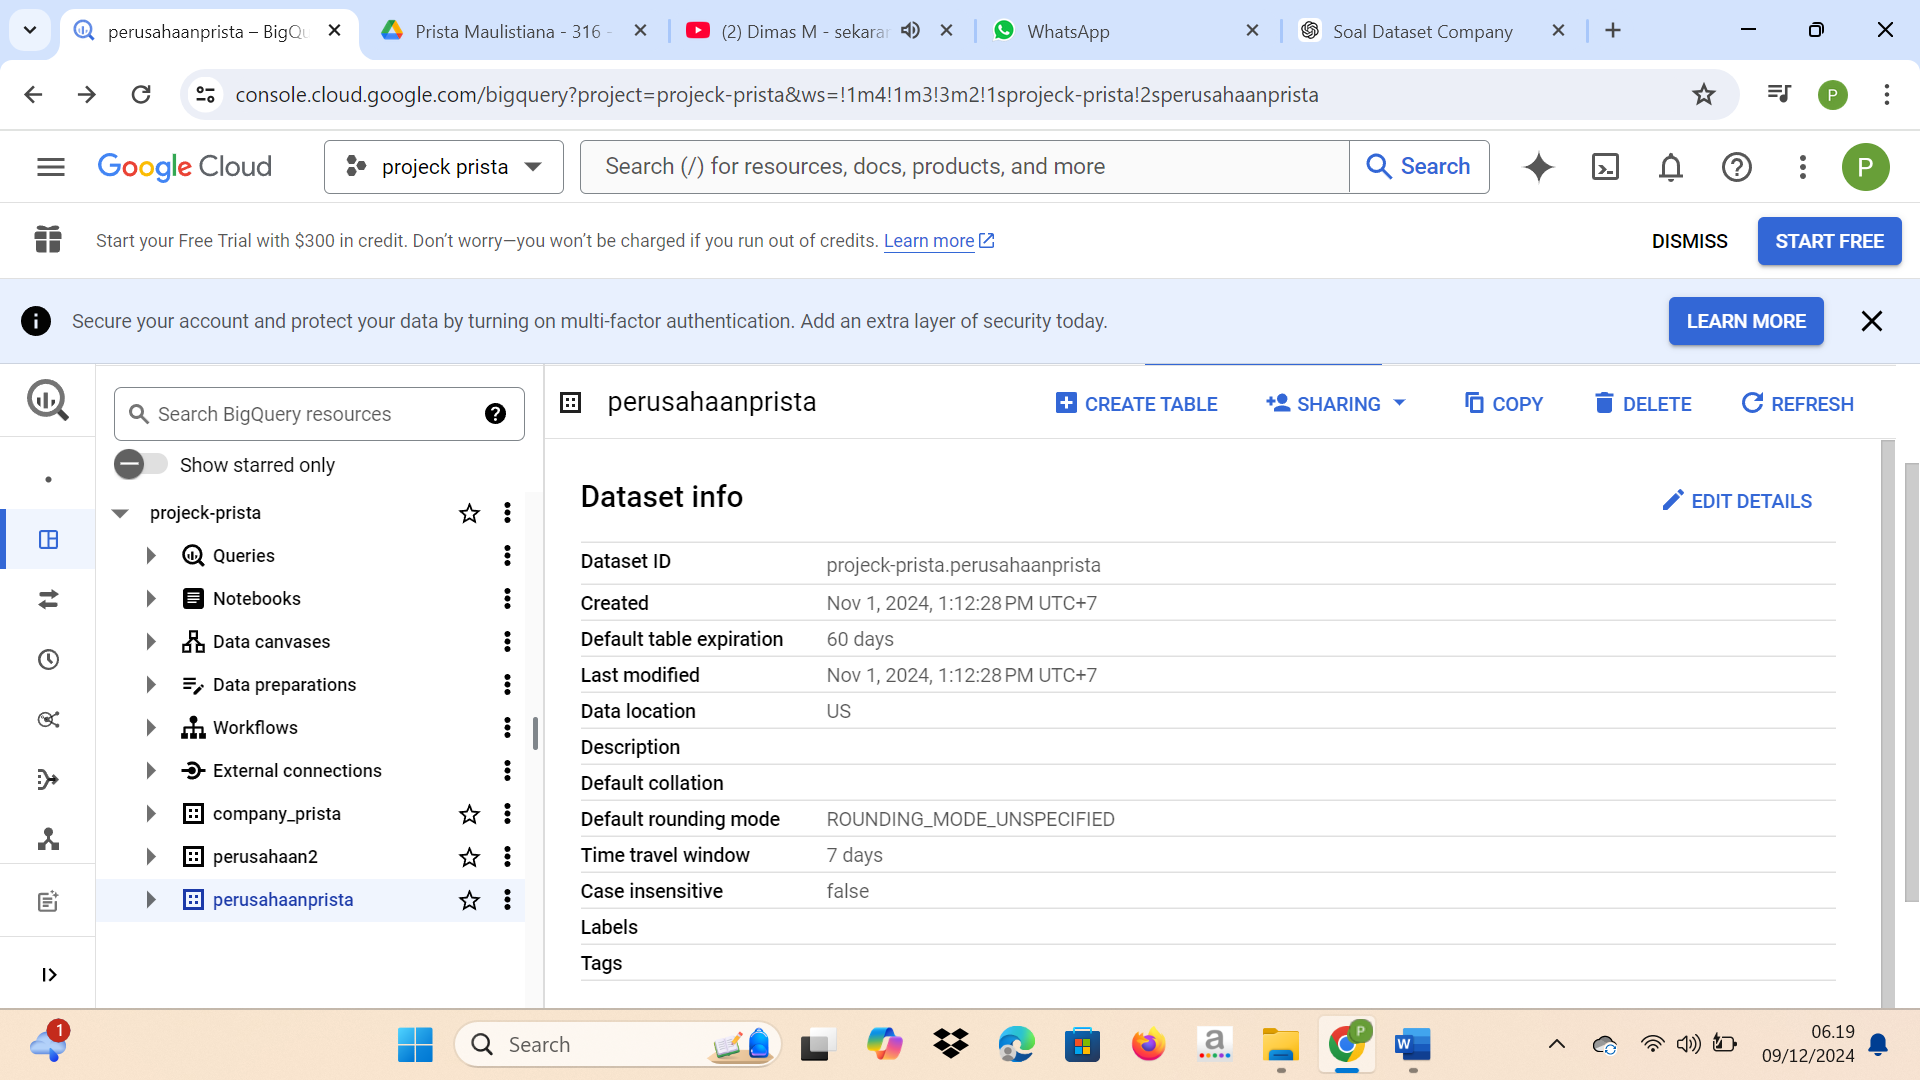 perusahaanprista – BigQu
Prista Maulistiana - 316 -
(2) Dimas M - sekarar
WhatsApp
Soal Dataset Company
console.cloud.google.com/bigquery?project=projeck-prista&ws=!1m4!1m3!3m2!1sprojeck-prista!2sperusahaanprista
P
Google Cloud
projeck prista
Search (/) for resources, docs, products, and more
Search
P
Start your Free Trial with $300 in credit. Don’t worry—you won’t be charged if you run out of credits. Learn more
DISMISS
START FREE
Secure your account and protect your data by turning on multi-factor authentication. Add an extra layer of security today.
LEARN MORE
Search BigQuery resources
Show starred only
projeck-prista
Queries
Notebooks
Data canvases
Data preparations
Workflows
External connections
company_prista
perusahaan2
perusahaanprista
perusahaanprista
CREATE TABLE
SHARING
COPY
DELETE
REFRESH
Dataset info
EDIT DETAILS
Dataset ID projeck-prista.perusahaanprista
Created Nov 1, 2024, 1:12:28 PM UTC+7
Default table expiration 60 days
Last modified Nov 1, 2024, 1:12:28 PM UTC+7
Data location US
Description
Default collation
Default rounding mode ROUNDING_MODE_UNSPECIFIED
Time travel window 7 days
Case insensitive false
Labels
Tags
1
Search
a
P
W
06.19
09/12/2024